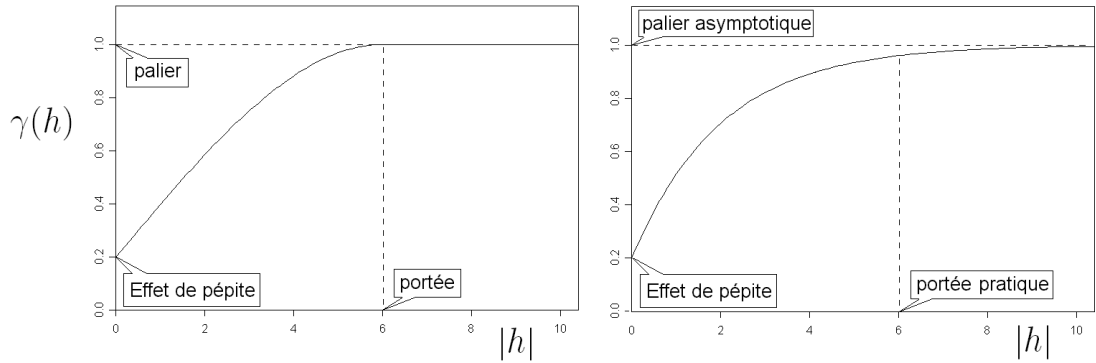 palier
γ(h)
Effet de pépite
portée
|h|
0.0
0.2
0.4
0.6
0.8
1.0
0
2
4
6
8
10
palier asymptotique
Effet de pépite
portée pratique
|h|
0.0
0.2
0.4
0.6
0.8
1.0
0
2
4
6
8
10